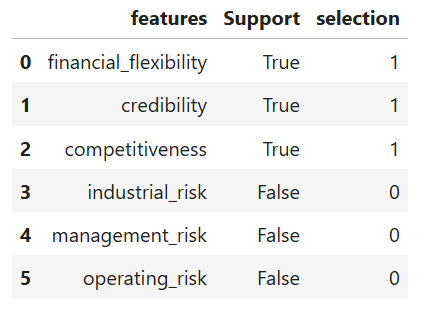 features Support selection
0 financial_flexibility True 1
1 credibility True 1
2 competitiveness True 1
3 industrial_risk False 0
4 management_risk False 0
5 operating_risk False 0